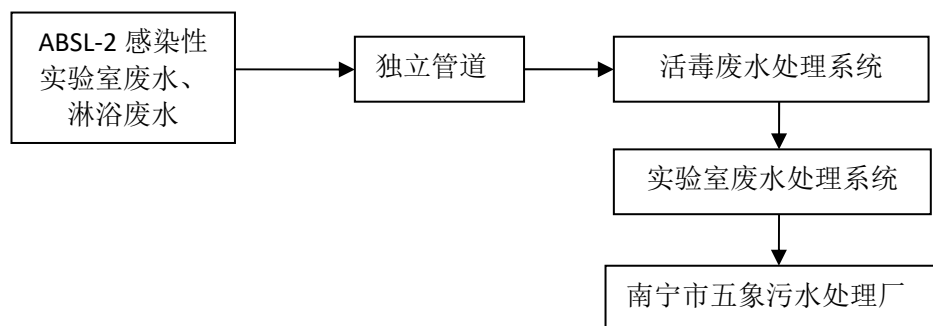 ABSL-2 感染性
实验室废水、
淋浴废水
独立管道
活毒废水处理系统
实验室废水处理系统
南宁市五象污水处理厂